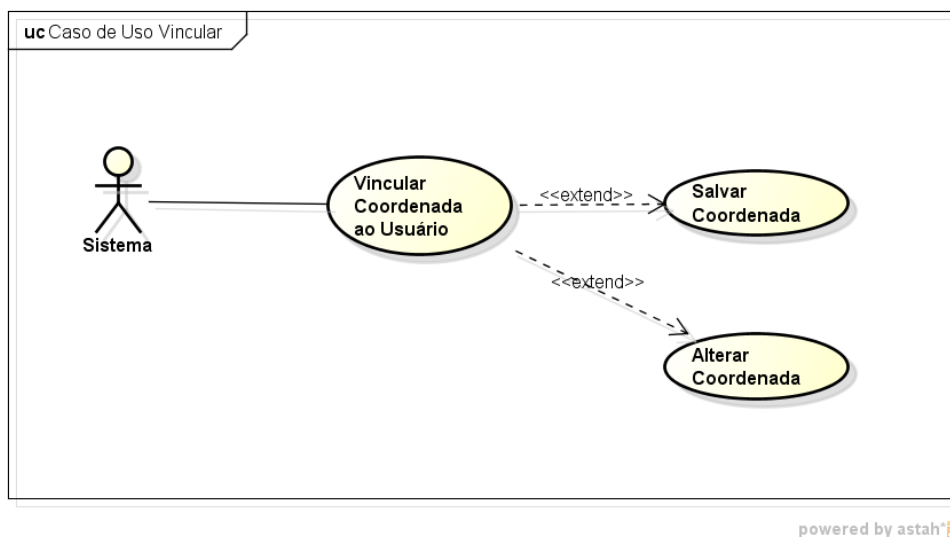 uc Caso de Uso Vincular
Sistema
Vincular
Coordenada
ao Usuário
<<extend>>
Salvar
Coordenada
<<extend>>
Alterar
Coordenada
powered by astah*